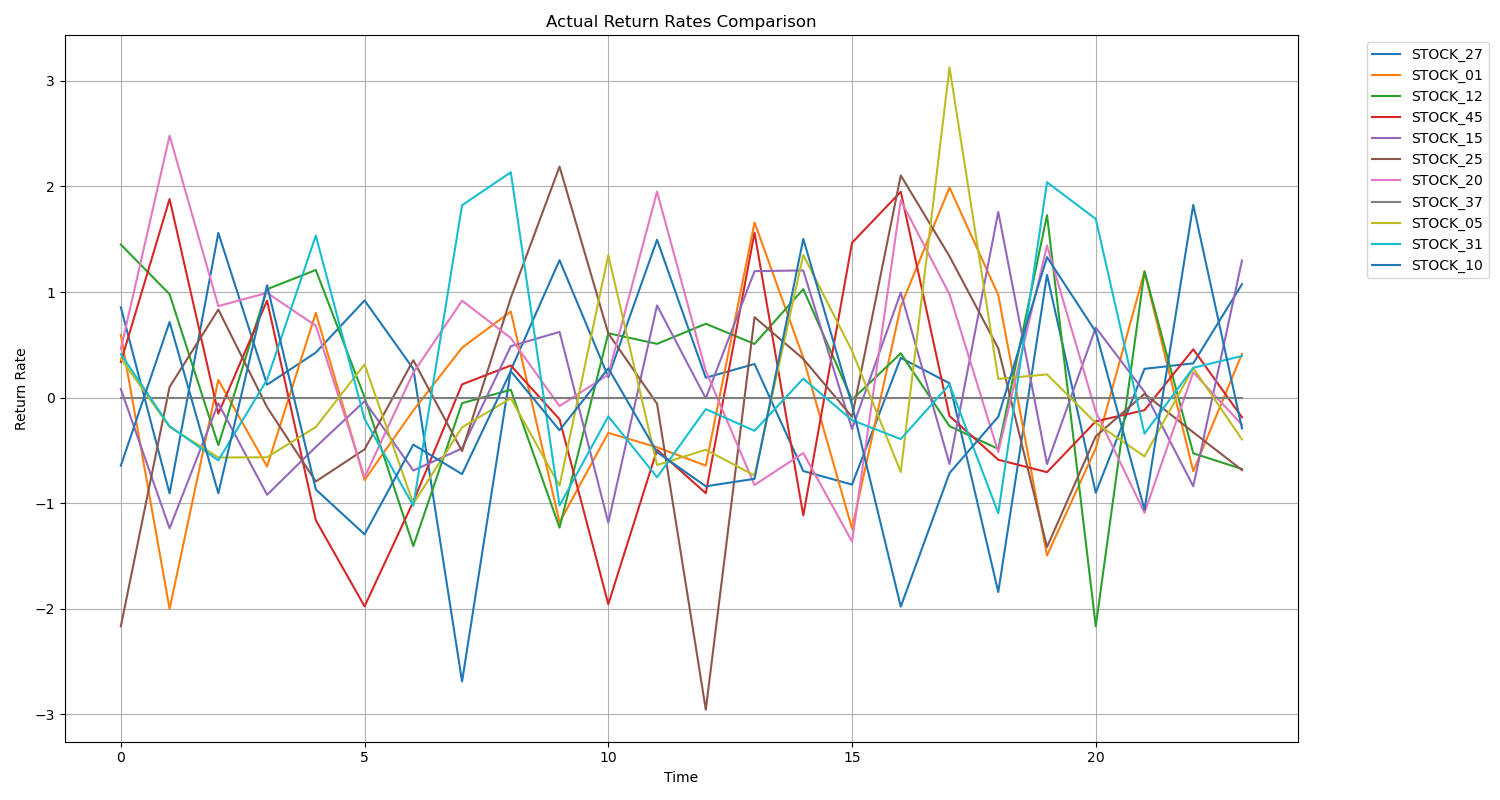 Actual Return Rates Comparison
Return Rate
3
2
1
0
−1
−2
−3
0
5
10
15
20
Time
STOCK_27
STOCK_01
STOCK_12
STOCK_45
STOCK_15
STOCK_25
STOCK_20
STOCK_37
STOCK_05
STOCK_31
STOCK_10